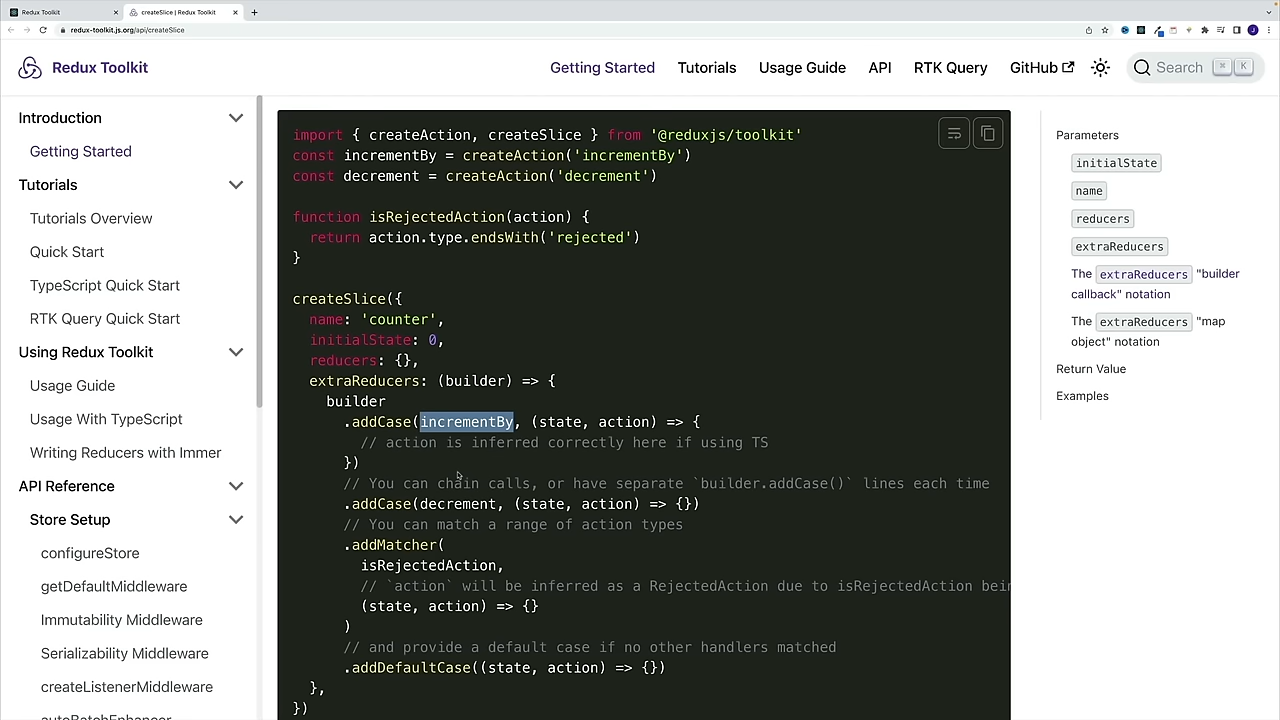 Redux Toolkit
createSlice | Redux Toolkit
redux-toolkit.js.org/api/createSlice
Redux Toolkit
Getting Started
Tutorials
Usage Guide
API
RTK Query
GitHub
Search
⌘ K
Introduction
Getting Started
Tutorials
Tutorials Overview
Quick Start
TypeScript Quick Start
RTK Query Quick Start
Using Redux Toolkit
Usage Guide
Usage With TypeScript
Writing Reducers with Immer
API Reference
Store Setup
configureStore
getDefaultMiddleware
Immutability Middleware
Serializability Middleware
createListenerMiddleware
autoBatchEnhancer
import { createAction, createSlice } from '@reduxjs/toolkit'
const incrementBy = createAction('incrementBy')
const decrement = createAction('decrement')
function isRejectedAction(action) {
return action.type.endsWith('rejected')
}
createSlice({
name: 'counter',
initialState: 0,
reducers: {},
extraReducers: (builder) => {
builder
.addCase(incrementBy, (state, action) => {
// action is inferred correctly here if using TS
})
// You can chain calls, or have separate `builder.addCase()` lines each time
.addCase(decrement, (state, action) => {})
// You can match a range of action types
.addMatcher(
isRejectedAction,
// `action` will be inferred as a RejectedAction due to isRejectedAction bein
(state, action) => {}
)
// and provide a default case if no other handlers matched
.addDefaultCase((state, action) => {})
},
})
Parameters
initialState
name
reducers
extraReducers
The extraReducers "builder
callback" notation
The extraReducers "map
object" notation
Return Value
Examples